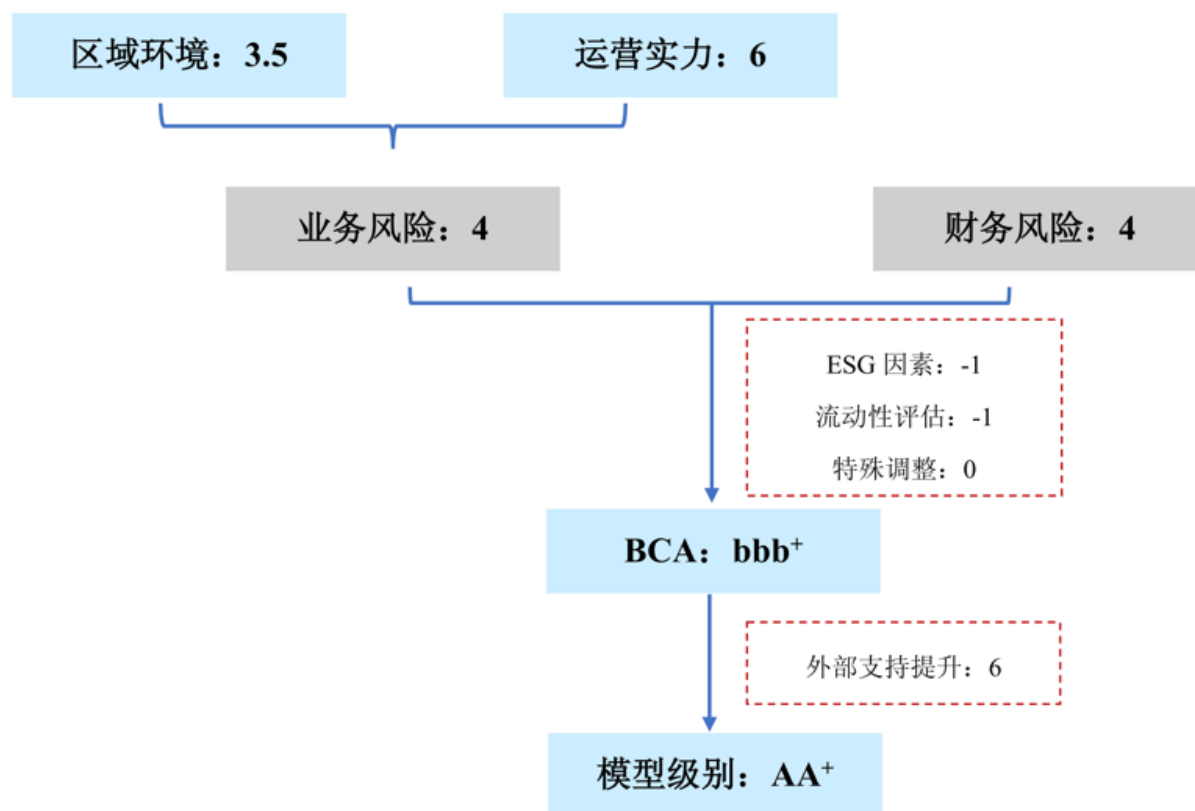 区域环境：3.5
运营实力：6
业务风险：4
财务风险：4
ESG 因素：-1
流动性评估：-1
特殊调整：0
BCA：bbb⁺
外部支持提升：6
模型级别：AA⁺